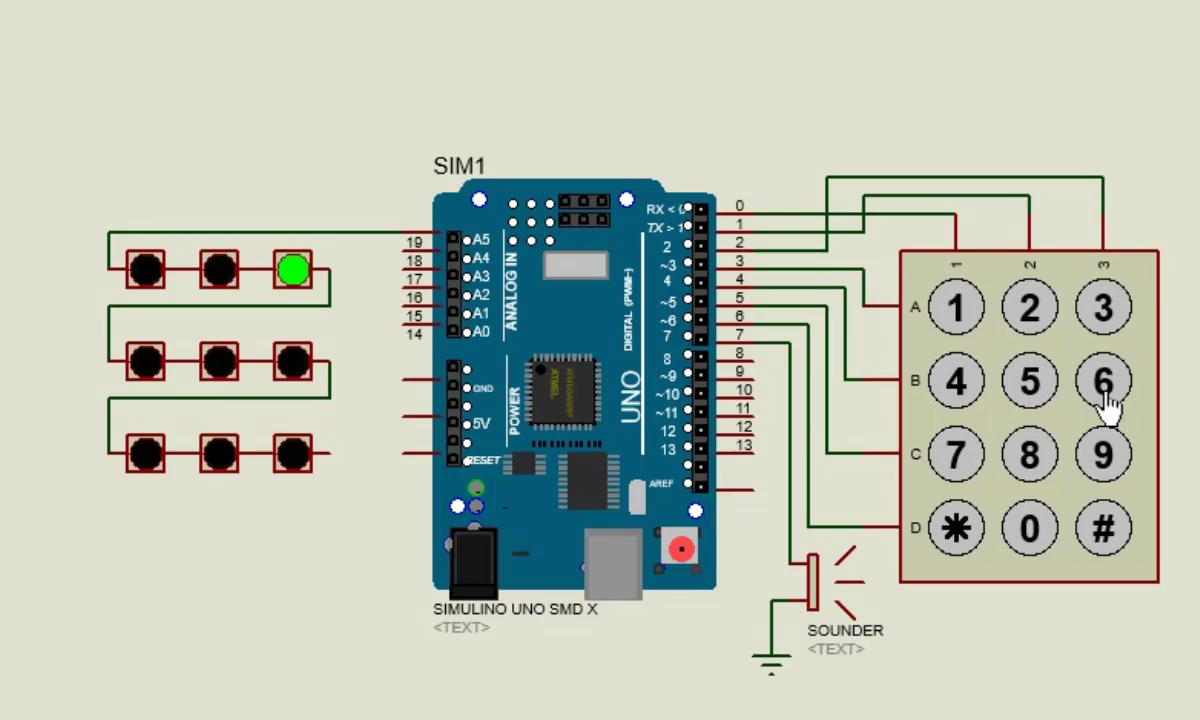 SIM1
19
18
17
16
15
14
A5
A4
A3
A2
A1
A0
ANALOG IN
GND
5V
POWER
RESET
ATMEL
UNO
DIGITAL (PWM~)
RX < 0
TX > 1
2
~3
4
~5
~6
7
8
~9
~10
~11
12
13
AREF
0
1
2
3
4
5
6
7
8
9
10
11
12
13
1 2 3
A 1 2 3
B 4 5 6
C 7 8 9
D * 0 #
SIMULINO UNO SMD X
<TEXT>
SOUNDER
<TEXT>